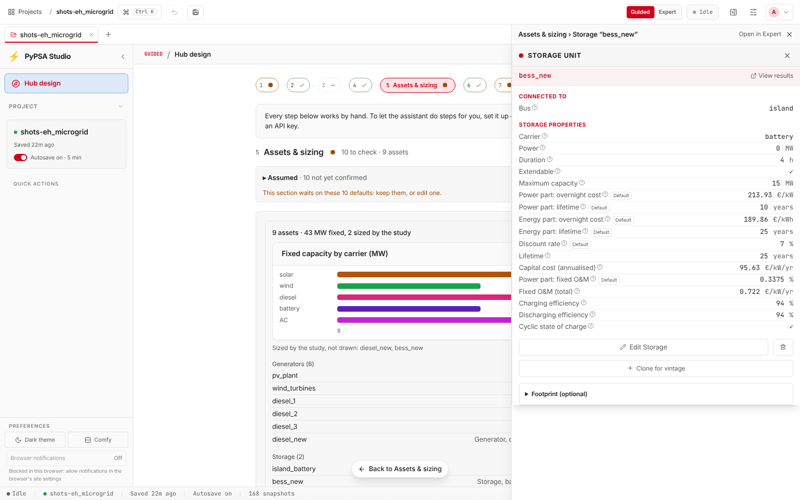 Projects / shots-eh_microgrid ⌘ Ctrl K Guided Expert Idle A
shots-eh_microgrid × +
PyPSA Studio
Hub design
PROJECT
shots-eh_microgrid
Saved 22m ago
Autosave on · 5 min
QUICK ACTIONS
PREFERENCES
Dark theme Comfy
Browser notifications Off
Blocked in this browser: allow notifications in the
browser's site settings
GUIDED / Hub design
1 2 3 4 5 Assets & sizing 6 7
Every step below works by hand. To let the assistant do steps for you, set it up
an API key.
5 Assets & sizing 10 to check · 9 assets
Assumed · 10 not yet confirmed
This section waits on these 10 defaults: keep them, or edit one.
9 assets · 43 MW fixed, 2 sized by the study
Fixed capacity by carrier (MW)
solar
wind
diesel
battery
AC
0
Sized by the study, not drawn: diesel_new, bess_new
Generators (6)
pv_plant
wind_turbines
diesel_1
diesel_2
diesel_3
diesel_new Generator,
Storage (2)
island_battery
bess_new Storage,
← Back to Assets & sizing
Assets & sizing › Storage “bess_new” Open in Expert ×
STORAGE UNIT ×
bess_new View results
CONNECTED TO
Bus island
STORAGE PROPERTIES
Carrier battery
Power 0 MW
Duration 4 h
Extendable ✓
Maximum capacity 15 MW
Power part: overnight cost Default 213.93 €/kW
Power part: lifetime Default 10 years
Energy part: overnight cost Default 189.86 €/kWh
Energy part: lifetime Default 25 years
Discount rate Default 7 %
Lifetime 25 years
Capital cost (annualised) 95.63 €/kW/yr
Power part: fixed O&M Default 0.3375 %
Fixed O&M (total) 0.722 €/kW/yr
Charging efficiency 94 %
Discharging efficiency 94 %
Cyclic state of charge ✓
Edit Storage
+ Clone for vintage
Footprint (optional)
Idle shots-eh_microgrid Saved 22m ago Autosave on 168 snapshots